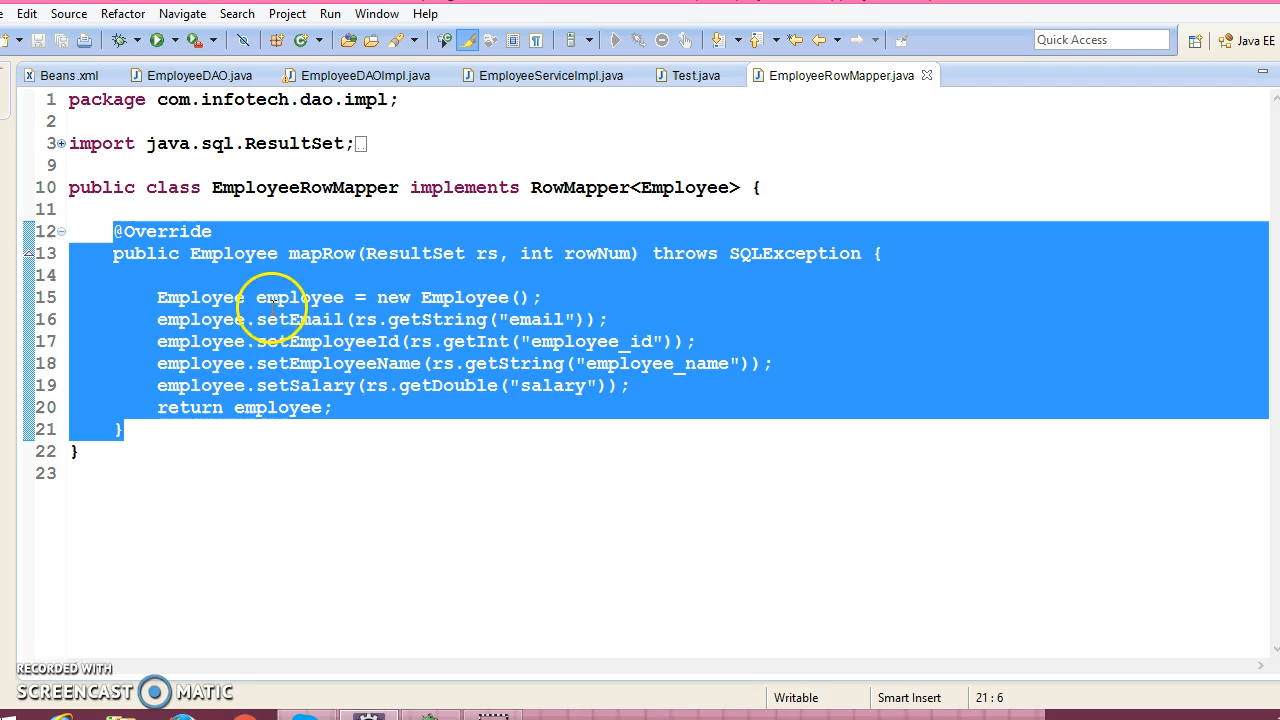 Edit Source Refactor Navigate Search Project Run Window Help
Quick Access
Java EE
Beans.xml EmployeeDAO.java EmployeeDAOImpl.java EmployeeServiceImpl.java Test.java EmployeeRowMapper.java
1 package com.infotech.dao.impl;
2
3 import java.sql.ResultSet;
9
10 public class EmployeeRowMapper implements RowMapper<Employee> {
11
12 @Override
13 public Employee mapRow(ResultSet rs, int rowNum) throws SQLException {
14
15 Employee employee = new Employee();
16 employee.setEmail(rs.getString("email"));
17 employee.setEmployeeId(rs.getInt("employee_id"));
18 employee.setEmployeeName(rs.getString("employee_name"));
19 employee.setSalary(rs.getDouble("salary"));
20 return employee;
21 }
22 }
23
RECORDED WITH
SCREENCAST MATIC
Writable Smart Insert 21 : 6